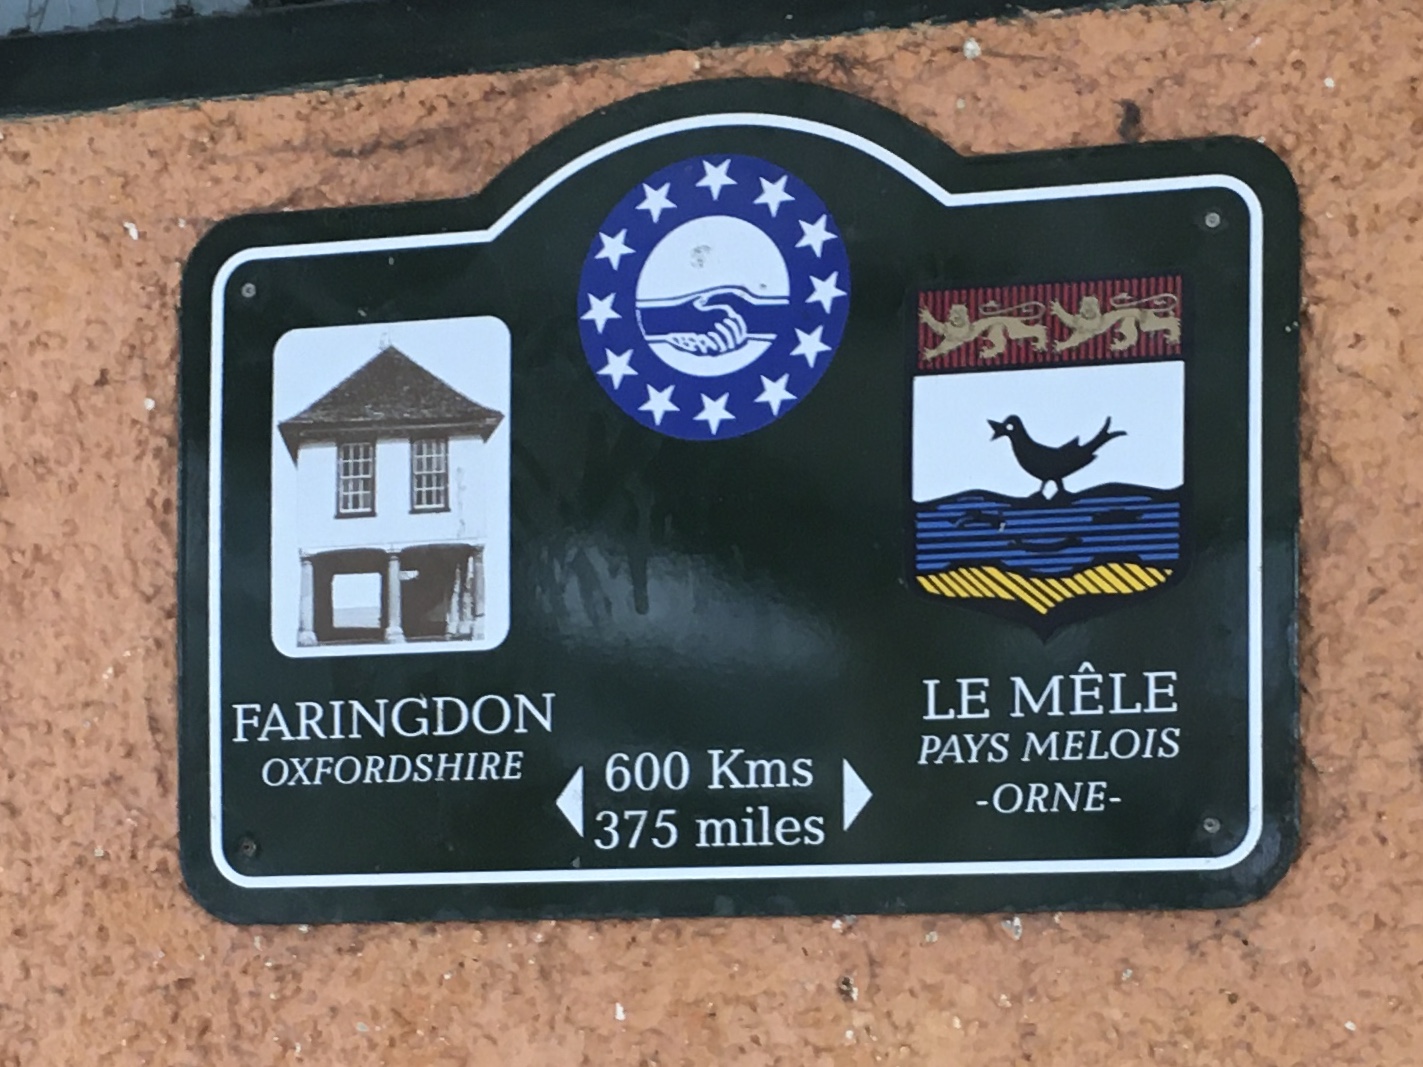 FARINGDON
OXFORDSHIRE
600 Kms
375 miles
LE MÊLE
PAYS MELOIS
-ORNE-